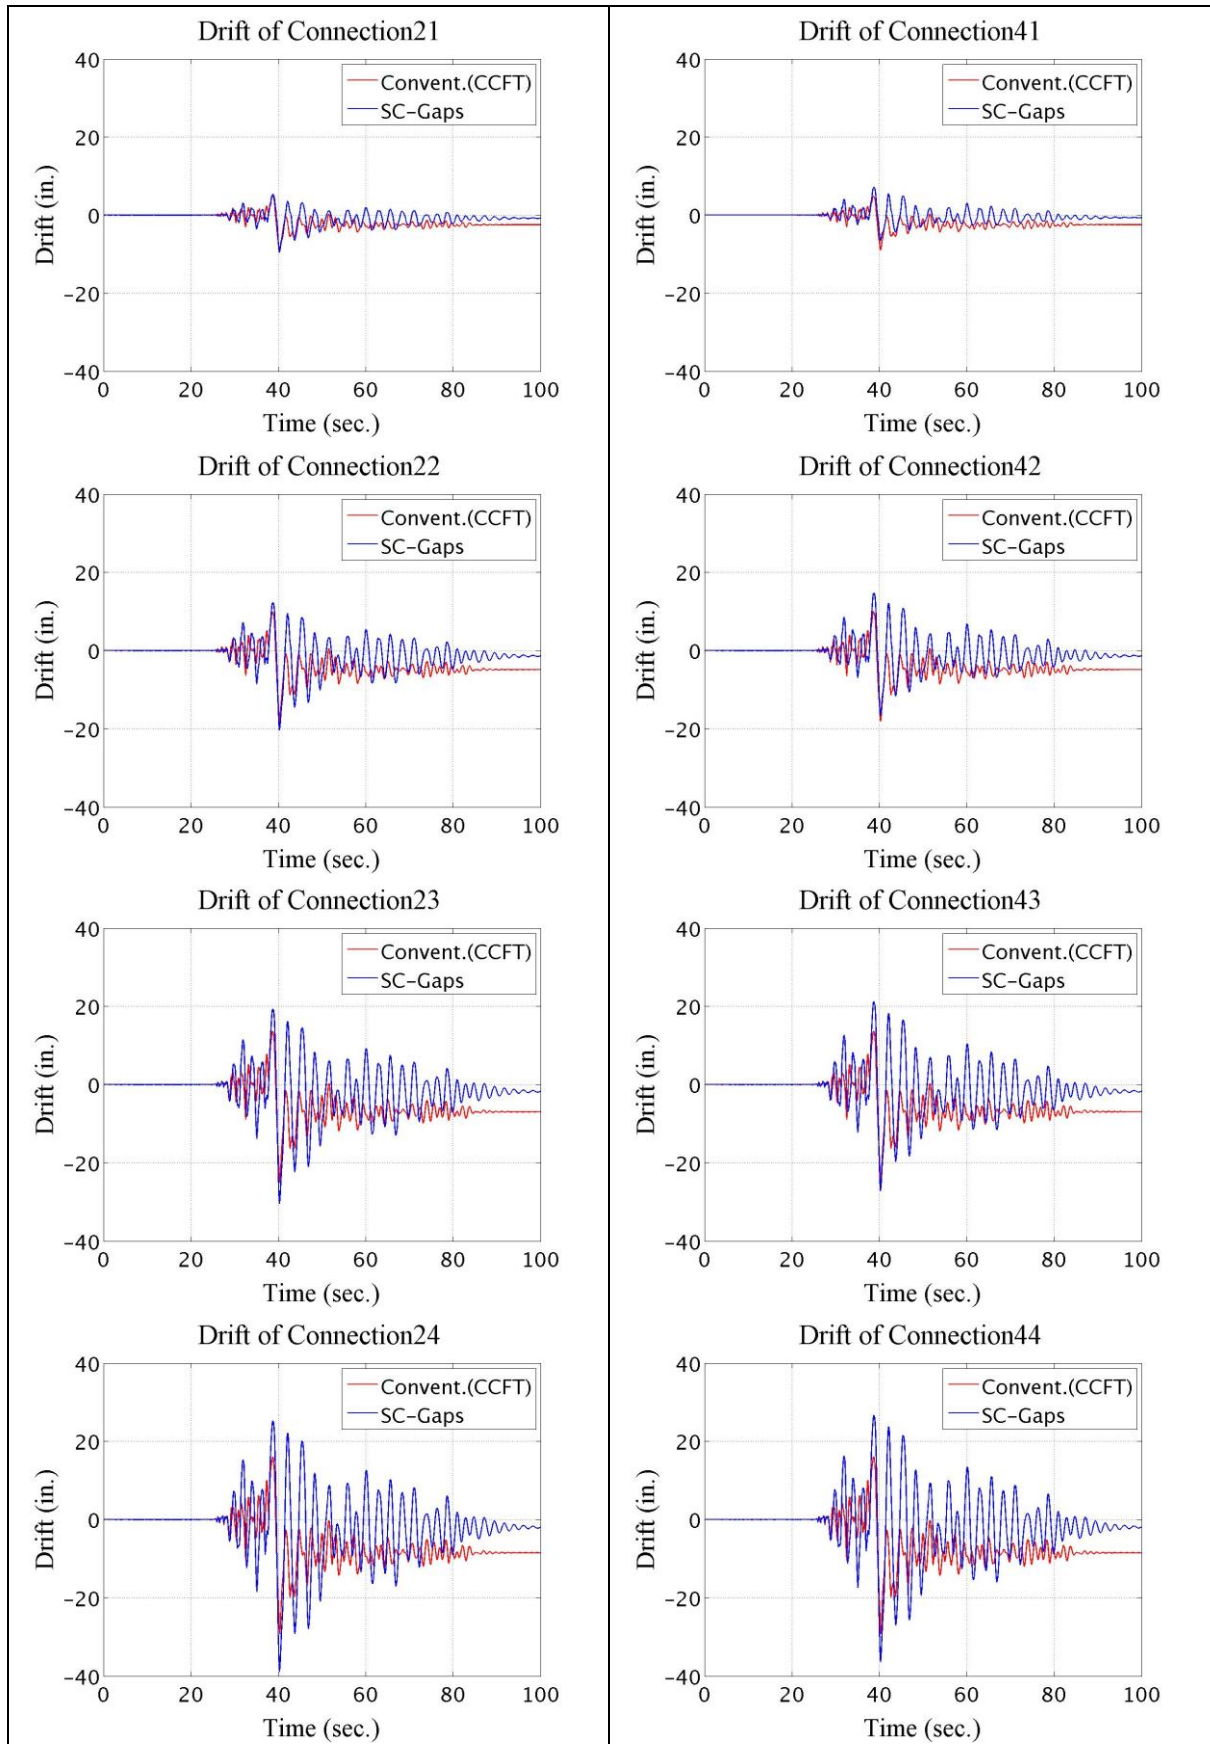 Drift of Connection21
40
20
0
−20
−40
Drift (in.)
Convent.(CCFT)
SC−Gaps
0 20 40 60 80 100
Time (sec.)
Drift of Connection22
40
20
0
−20
−40
Drift (in.)
Convent.(CCFT)
SC−Gaps
0 20 40 60 80 100
Time (sec.)
Drift of Connection23
40
20
0
−20
−40
Drift (in.)
Convent.(CCFT)
SC−Gaps
0 20 40 60 80 100
Time (sec.)
Drift of Connection24
40
20
0
−20
−40
Drift (in.)
Convent.(CCFT)
SC−Gaps
0 20 40 60 80 100
Time (sec.)
Drift of Connection41
40
20
0
−20
−40
Drift (in.)
Convent.(CCFT)
SC−Gaps
0 20 40 60 80 100
Time (sec.)
Drift of Connection42
40
20
0
−20
−40
Drift (in.)
Convent.(CCFT)
SC−Gaps
0 20 40 60 80 100
Time (sec.)
Drift of Connection43
40
20
0
−20
−40
Drift (in.)
Convent.(CCFT)
SC−Gaps
0 20 40 60 80 100
Time (sec.)
Drift of Connection44
40
20
0
−20
−40
Drift (in.)
Convent.(CCFT)
SC−Gaps
0 20 40 60 80 100
Time (sec.)